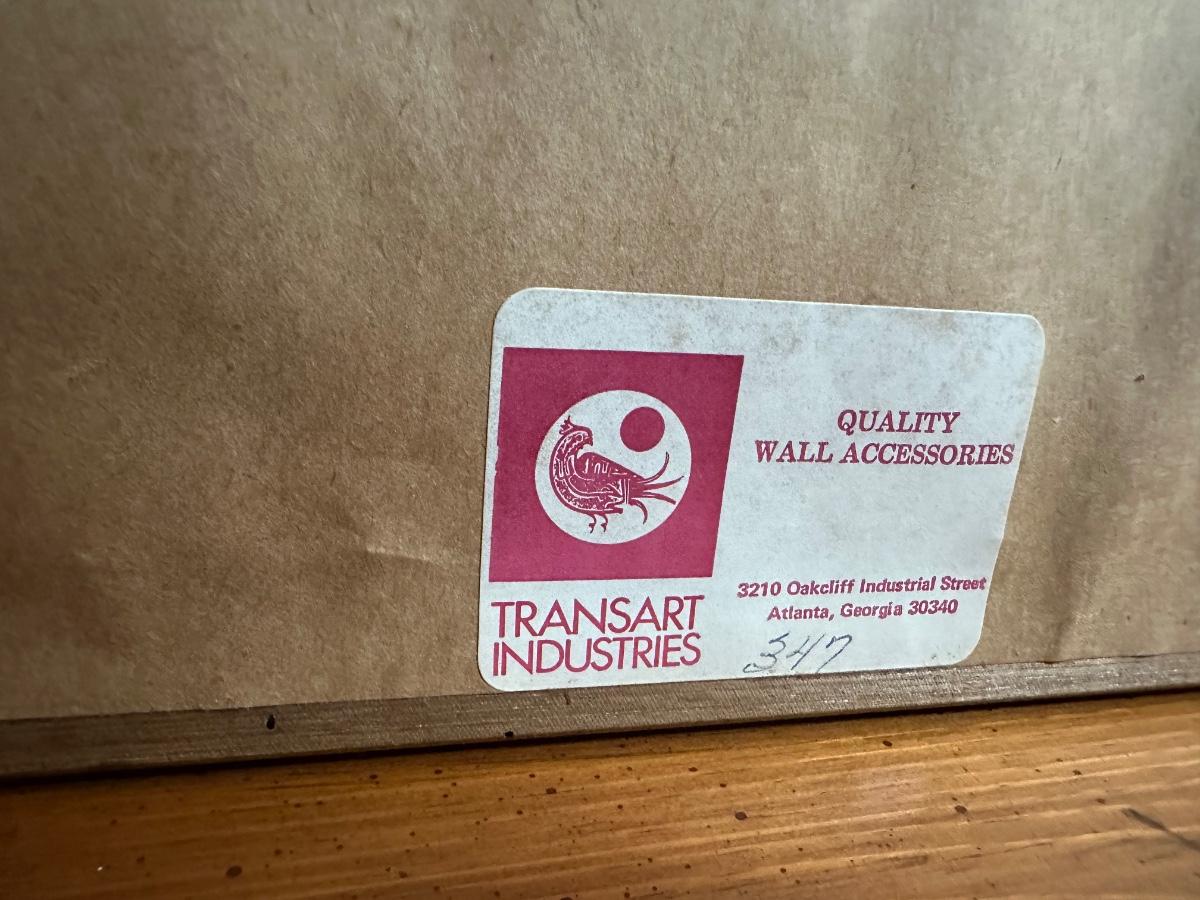 QUALITY
WALL ACCESSORIES
3210 Oakcliff Industrial Street
Atlanta, Georgia 30340
347
TRANSART
INDUSTRIES